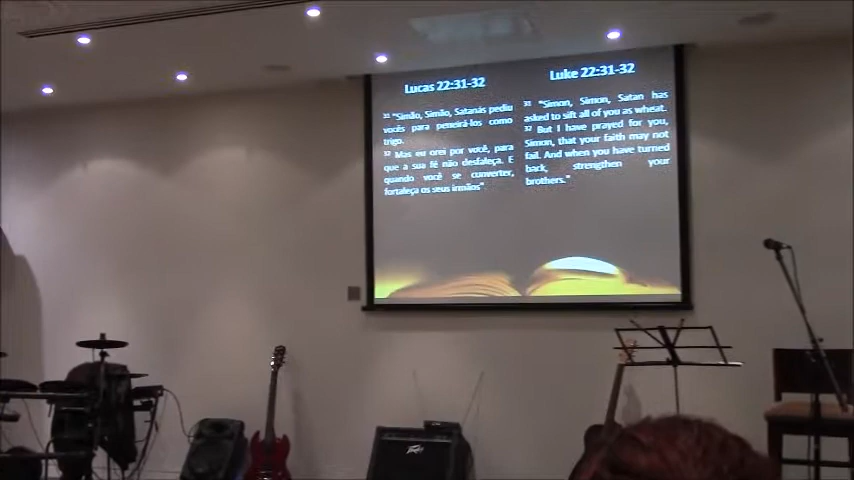 Lucas 22:31-32
31 "Simão, Simão, Satanás pediu
vocês para peneirá-los como
trigo.
32 Mas eu orei por você, para
que a sua fé não desfaleça. E
quando você se converter,
fortaleça os seus irmãos"
Luke 22:31-32
31 "Simon, Simon, Satan has
asked to sift all of you as wheat.
32 But I have prayed for you,
Simon, that your faith may not
fail. And when you have turned
back, strengthen your
brothers."
Peavey